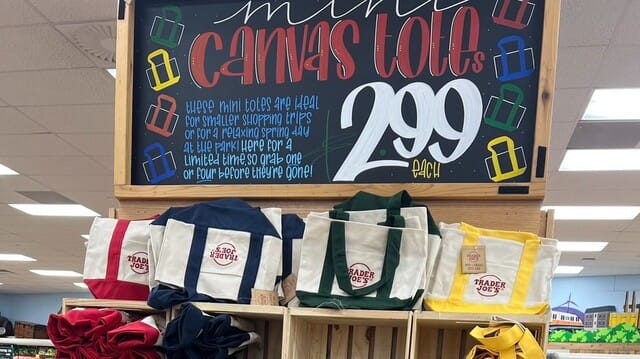 mini
canvas totes
2.99
each
these mini totes are ideal
for smaller shopping trips
or for a relaxing spring day
at the park! Here for a
limited time, so grab one
or four before they're gone!
TRADER JOE'S
TRADER JOE'S
TRADER JOE'S
TRADER JOE'S